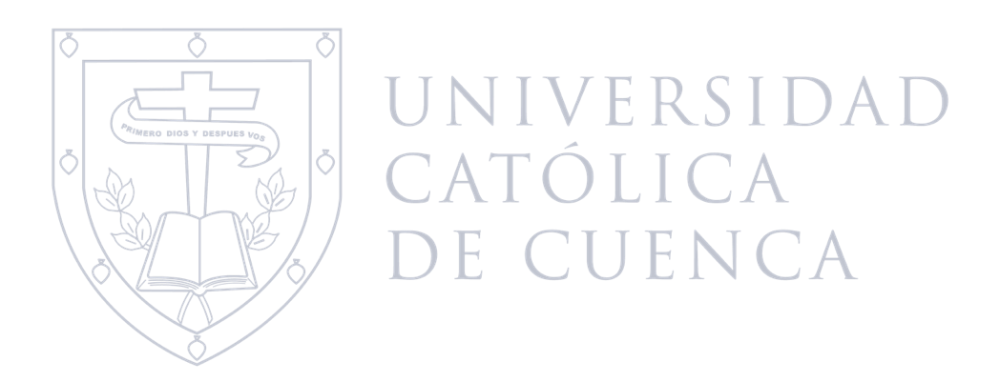 PRIMERO DIOS Y DESPUES VOS
UNIVERSIDAD
CATÓLICA
DE CUENCA